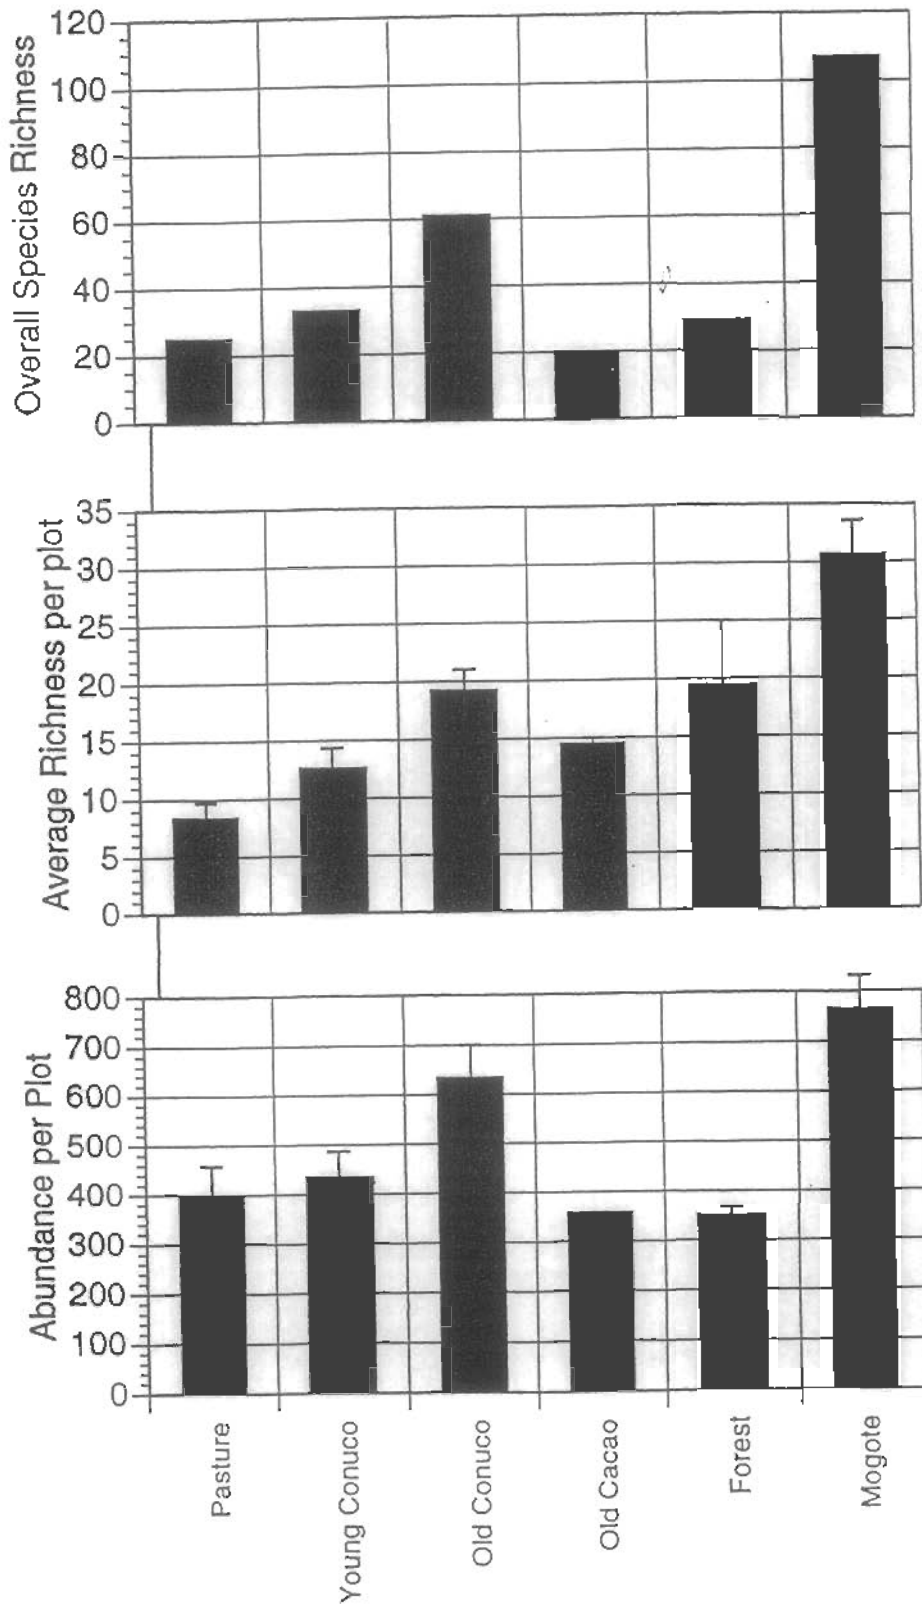 Overall Species Richness
120
100
80
60
40
20
0
Average Richness per plot
35
30
25
20
15
10
5
0
Abundance per Plot
800
700
600
500
400
300
200
100
0
Pasture
Young Conuco
Old Conuco
Old Cacao
Forest
Mogote